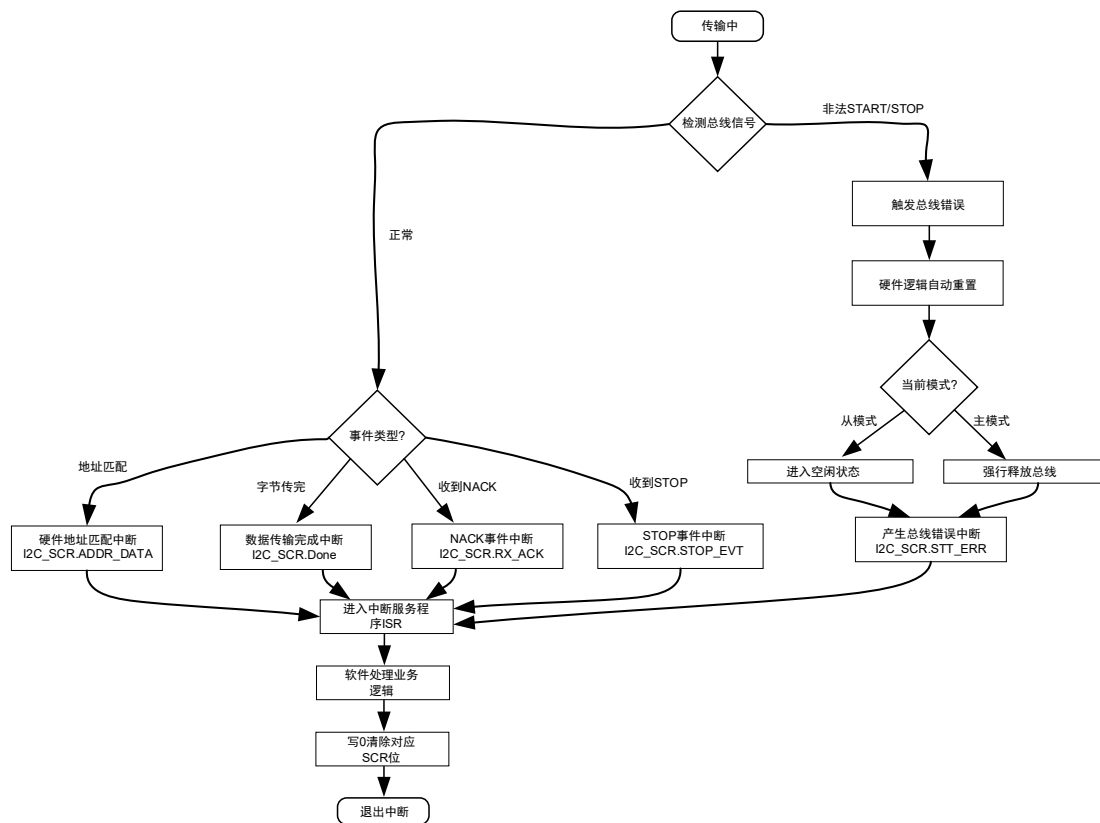 传输中
检测总线信号
非法START/STOP
正常
触发总线错误
硬件逻辑自动重置
当前模式?
从模式
主模式
进入空闲状态
强行释放总线
事件类型?
地址匹配
字节传完
收到NACK
收到STOP
硬件地址匹配中断
I2C_SCR.ADDR_DATA
数据传输完成中断
I2C_SCR.Done
NACK事件中断
I2C_SCR.RX_ACK
STOP事件中断
I2C_SCR.STOP_EVT
产生总线错误中断
I2C_SCR.STT_ERR
进入中断服务程
序ISR
软件处理业务
逻辑
写0清除对应
SCR位
退出中断